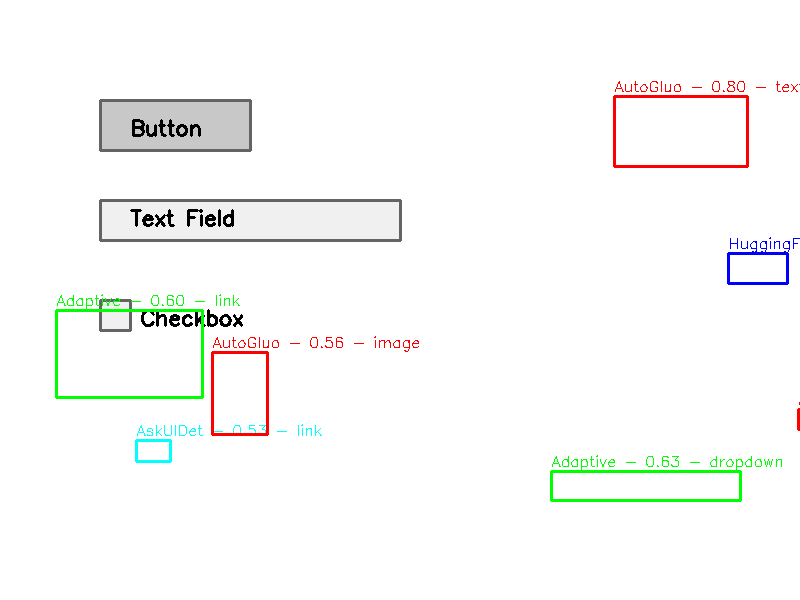 AutoGluo - 0.80 - text
Button
Text Field
HuggingF
Adaptive - 0.60 - link
Checkbox
AutoGluo - 0.56 - image
AskUIDet - 0.53 - link
Adaptive - 0.63 - dropdown